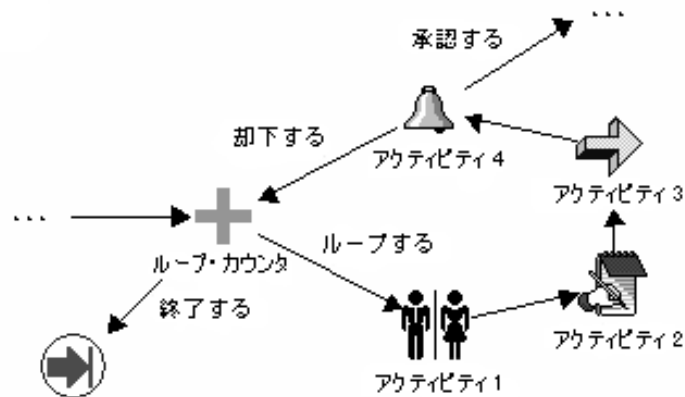 ...
承認する
却下する
アクティビティ4
アクティビティ3
...
ループする
ループ・カウンタ
終了する
アクティビティ2
アクティビティ1